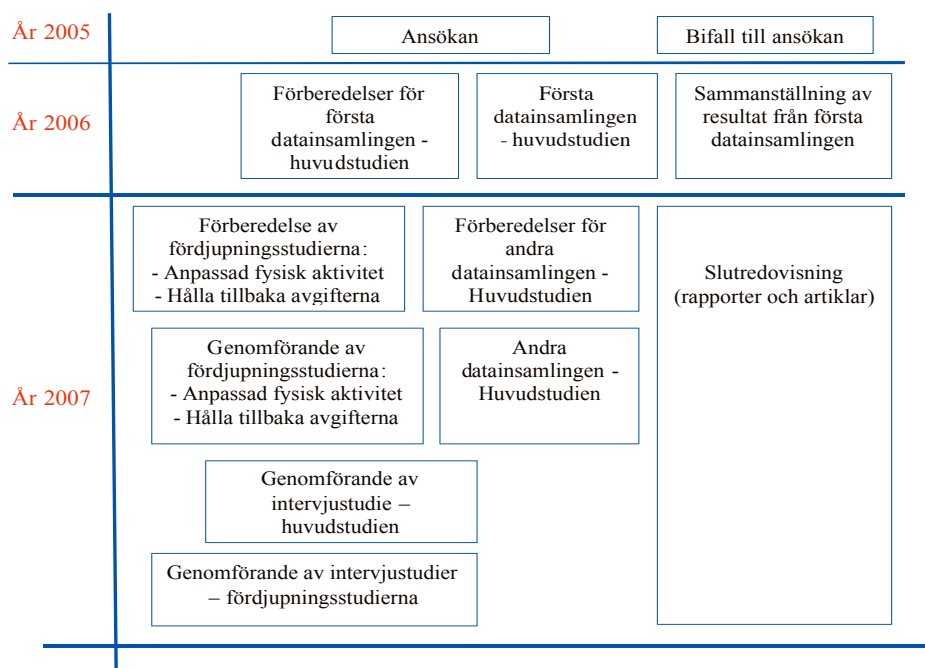 År 2005
Ansökan
Bifall till ansökan
År 2006
Förberedelser för
första
datainsamlingen -
huvudstudien
Första
datainsamlingen
- huvudstudien
Sammanställning av
resultat från första
datainsamlingen
År 2007
Förberedelse av
fördjupningsstudierna:
- Anpassad fysisk aktivitet
- Hålla tillbaka avgifterna
Förberedelser för
andra
datainsamlingen -
Huvudstudien
Slutredovisning
(rapporter och artiklar)
Genomförande av
fördjupningsstudierna:
- Anpassad fysisk aktivitet
- Hålla tillbaka avgifterna
Andra
datainsamlingen -
Huvudstudien
Genomförande av
intervjustudie –
huvudstudien
Genomförande av intervjustudier
– fördjupningsstudierna